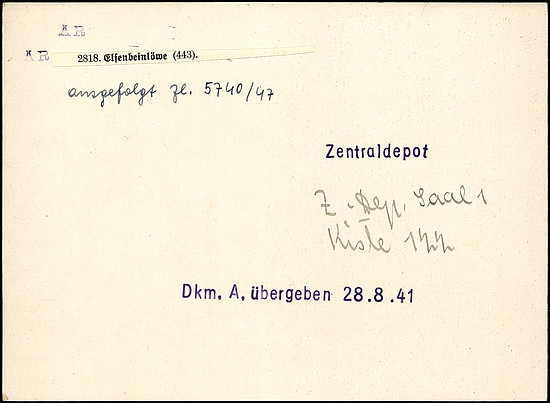 AR
AR 2818. Elfenbeinlöwe (443).
ausgefolgt Zl. 5740/47
Zentraldepot
Z. Dep. Saal 1
Kiste 144
Dkm. A. übergeben 28.8.41